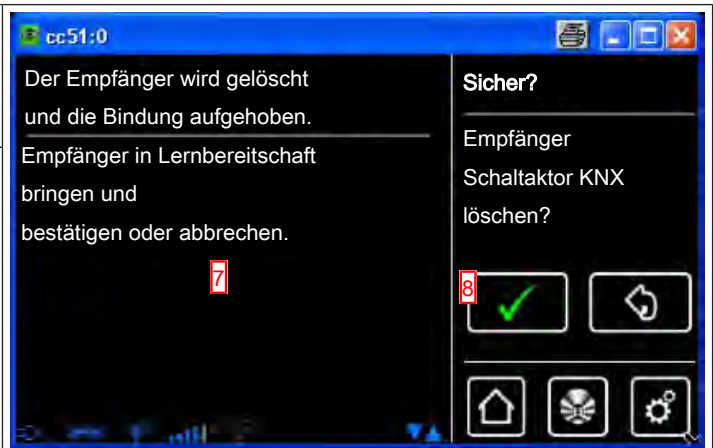 cc51:0
Der Empfänger wird gelöscht
und die Bindung aufgehoben.
Empfänger in Lernbereitschaft
bringen und
bestätigen oder abbrechen.
7
Sicher?
Empfänger
Schaltaktor KNX
löschen?
8